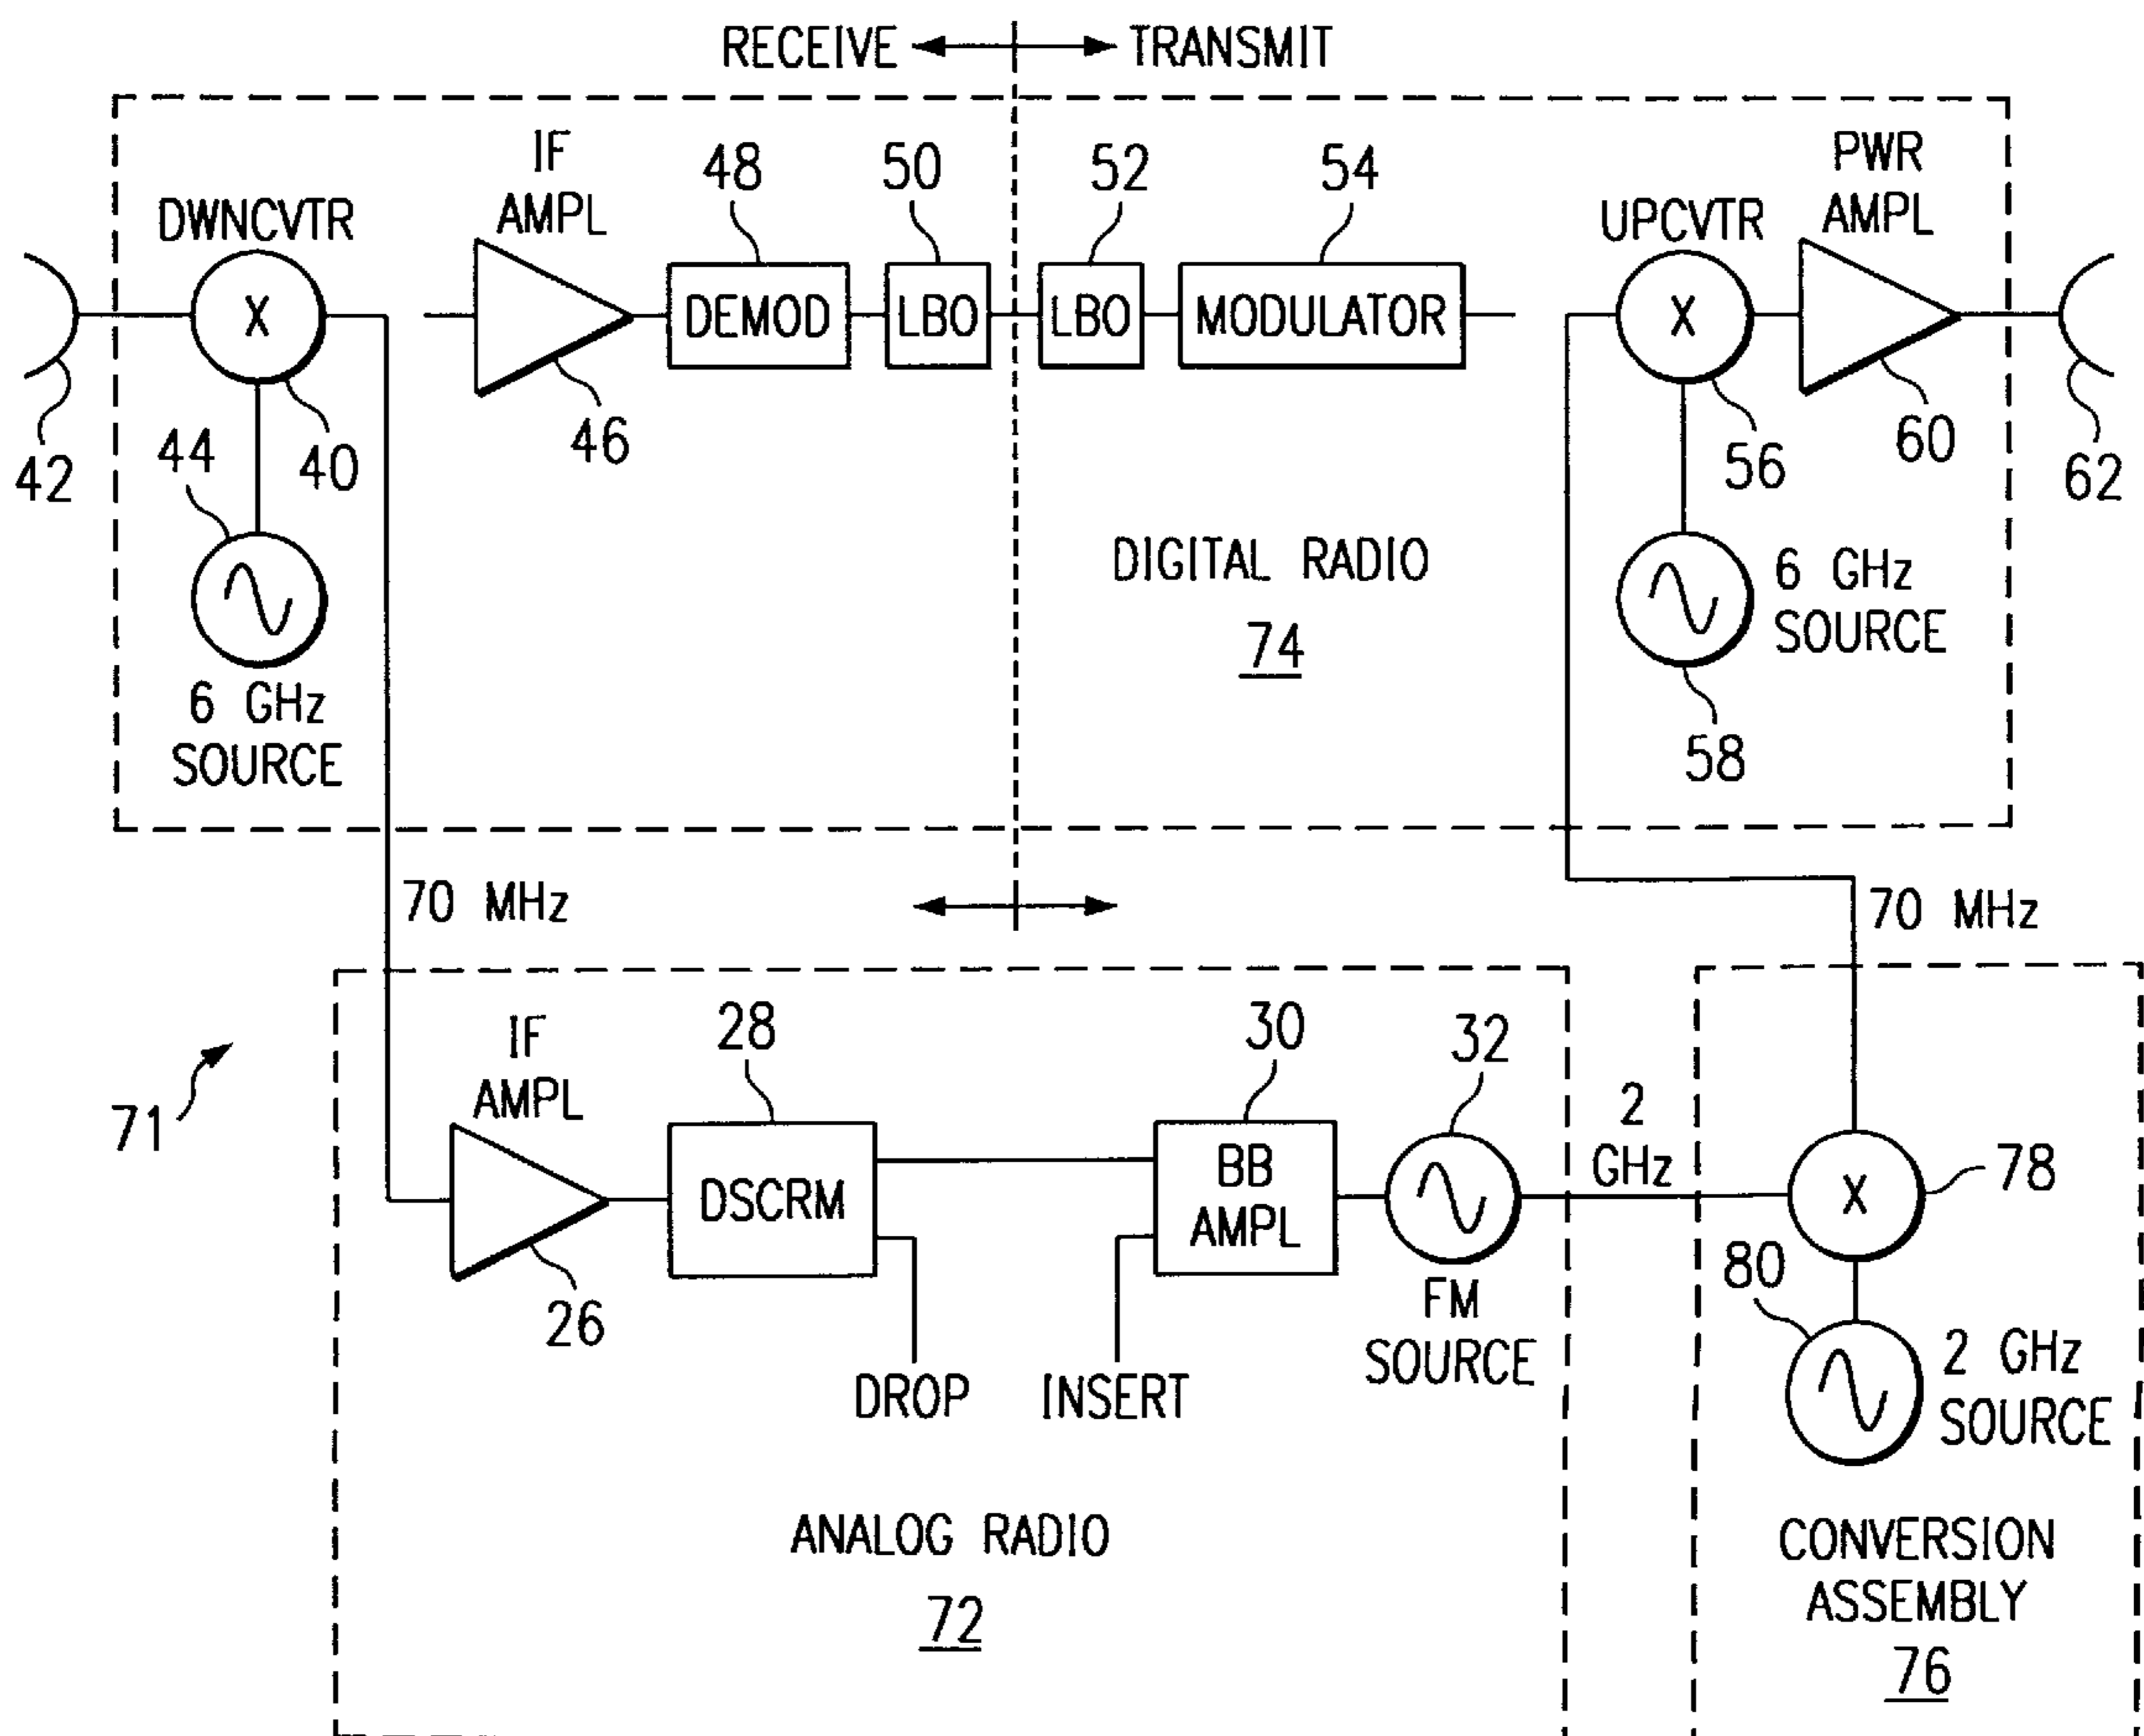 RECEIVE TRANSMIT
IF
AMPL
48
50
52
54
PWR
AMPL
DWNCVTR
UPCVTR
X
DEMOD
LBO
LBO
MODULATOR
X
42
44
40
46
56
60
62
6 GHz
SOURCE
58
DIGITAL RADIO
74
6 GHz
SOURCE
70 MHz
70 MHz
71
IF
AMPL
28
30
32
2
GHz
DSCRM
BB
AMPL
X
78
26
80
DROP
INSERT
FM
SOURCE
2 GHz
SOURCE
ANALOG RADIO
72
CONVERSION
ASSEMBLY
76